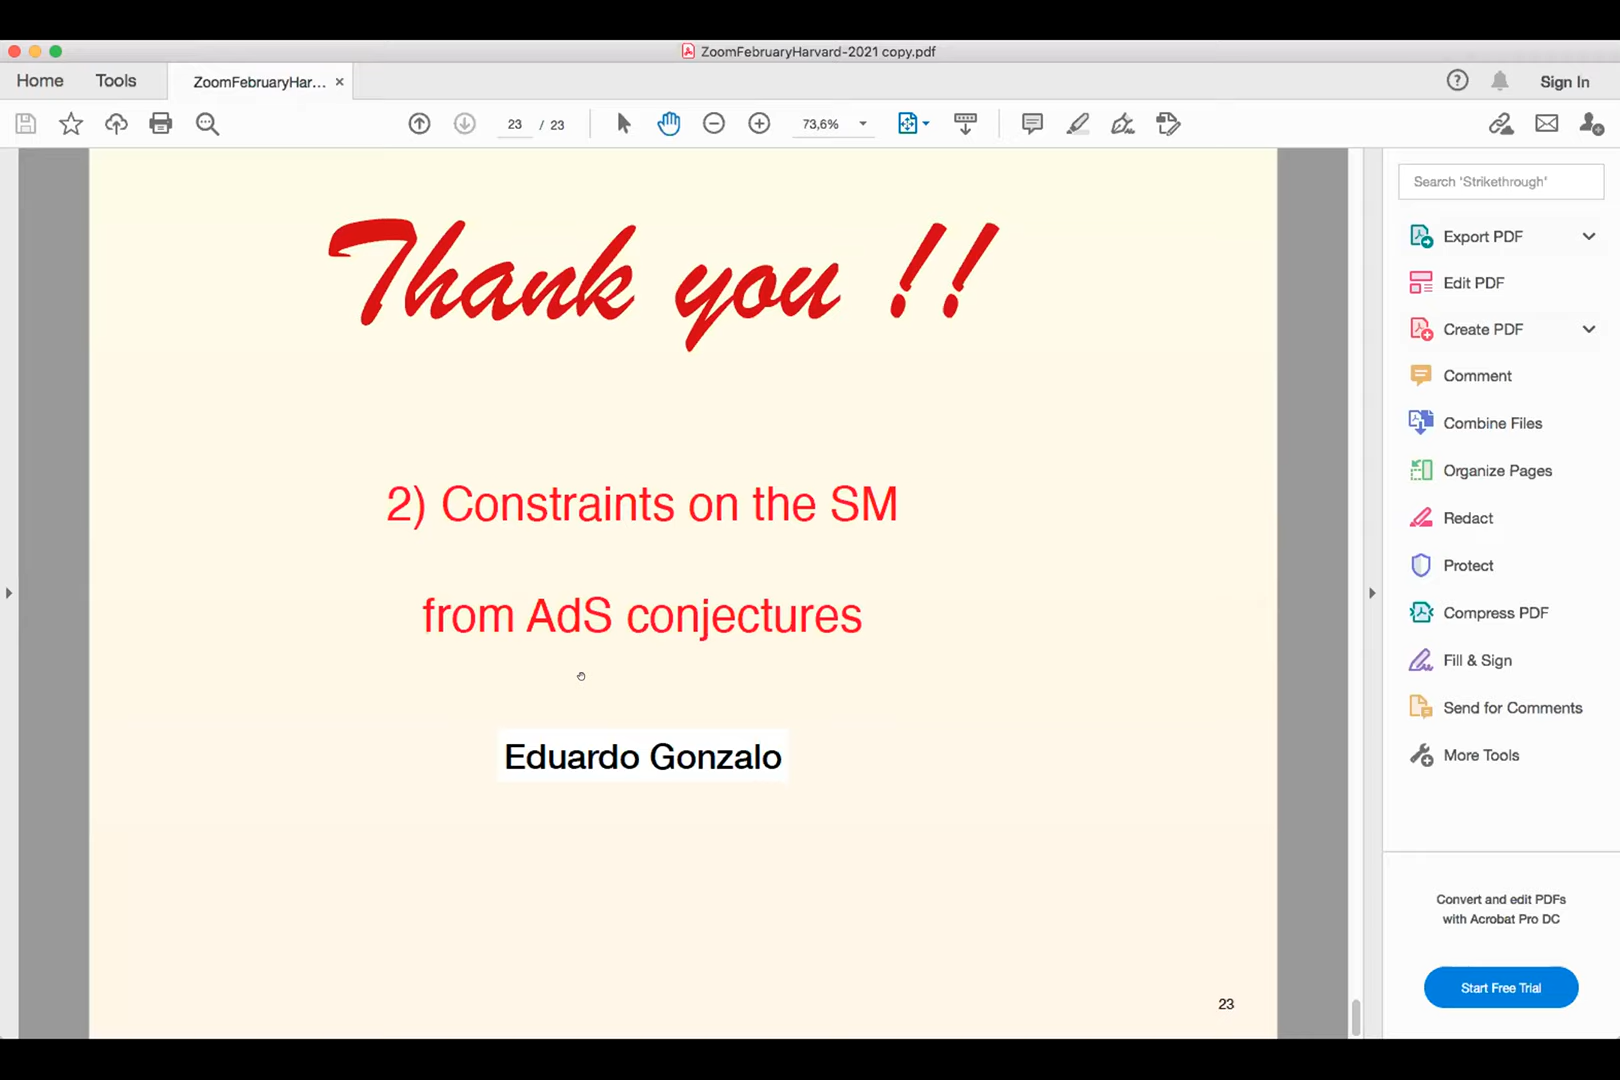 ZoomFebruaryHarvard-2021 copy.pdf
Home Tools ZoomFebruaryHar... × Sign In
23 / 23 73,6%
Search 'Strikethrough'
Export PDF
Edit PDF
Create PDF
Comment
Combine Files
Organize Pages
Redact
Protect
Compress PDF
Fill & Sign
Send for Comments
More Tools
Convert and edit PDFs
with Acrobat Pro DC
Start Free Trial
Thank you !!
2) Constraints on the SM
from AdS conjectures
Eduardo Gonzalo
23